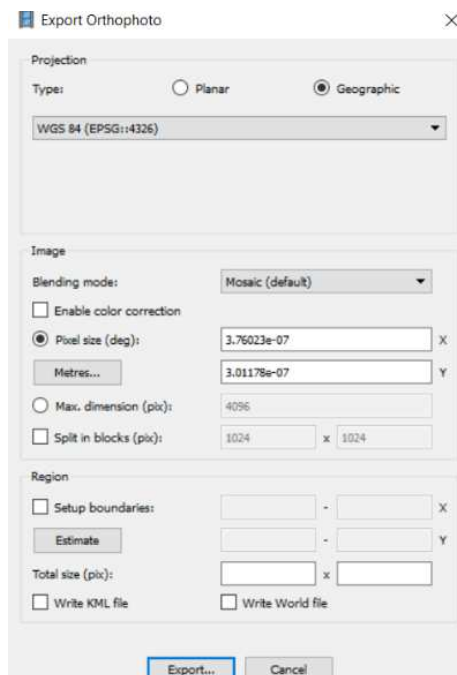 Export Orthophoto
Projection
Type: Planar Geographic
WGS 84 (EPSG::4326)
Image
Blending mode: Mosaic (default)
Enable color correction
Pixel size (deg): 3.76023e-07 X
Metres... 3.01178e-07 Y
Max. dimension (pix): 4096
Split in blocks (pix): 1024 x 1024
Region
Setup boundaries: - X
Estimate - Y
Total size (pix): x
Write KML file Write World file
Export... Cancel